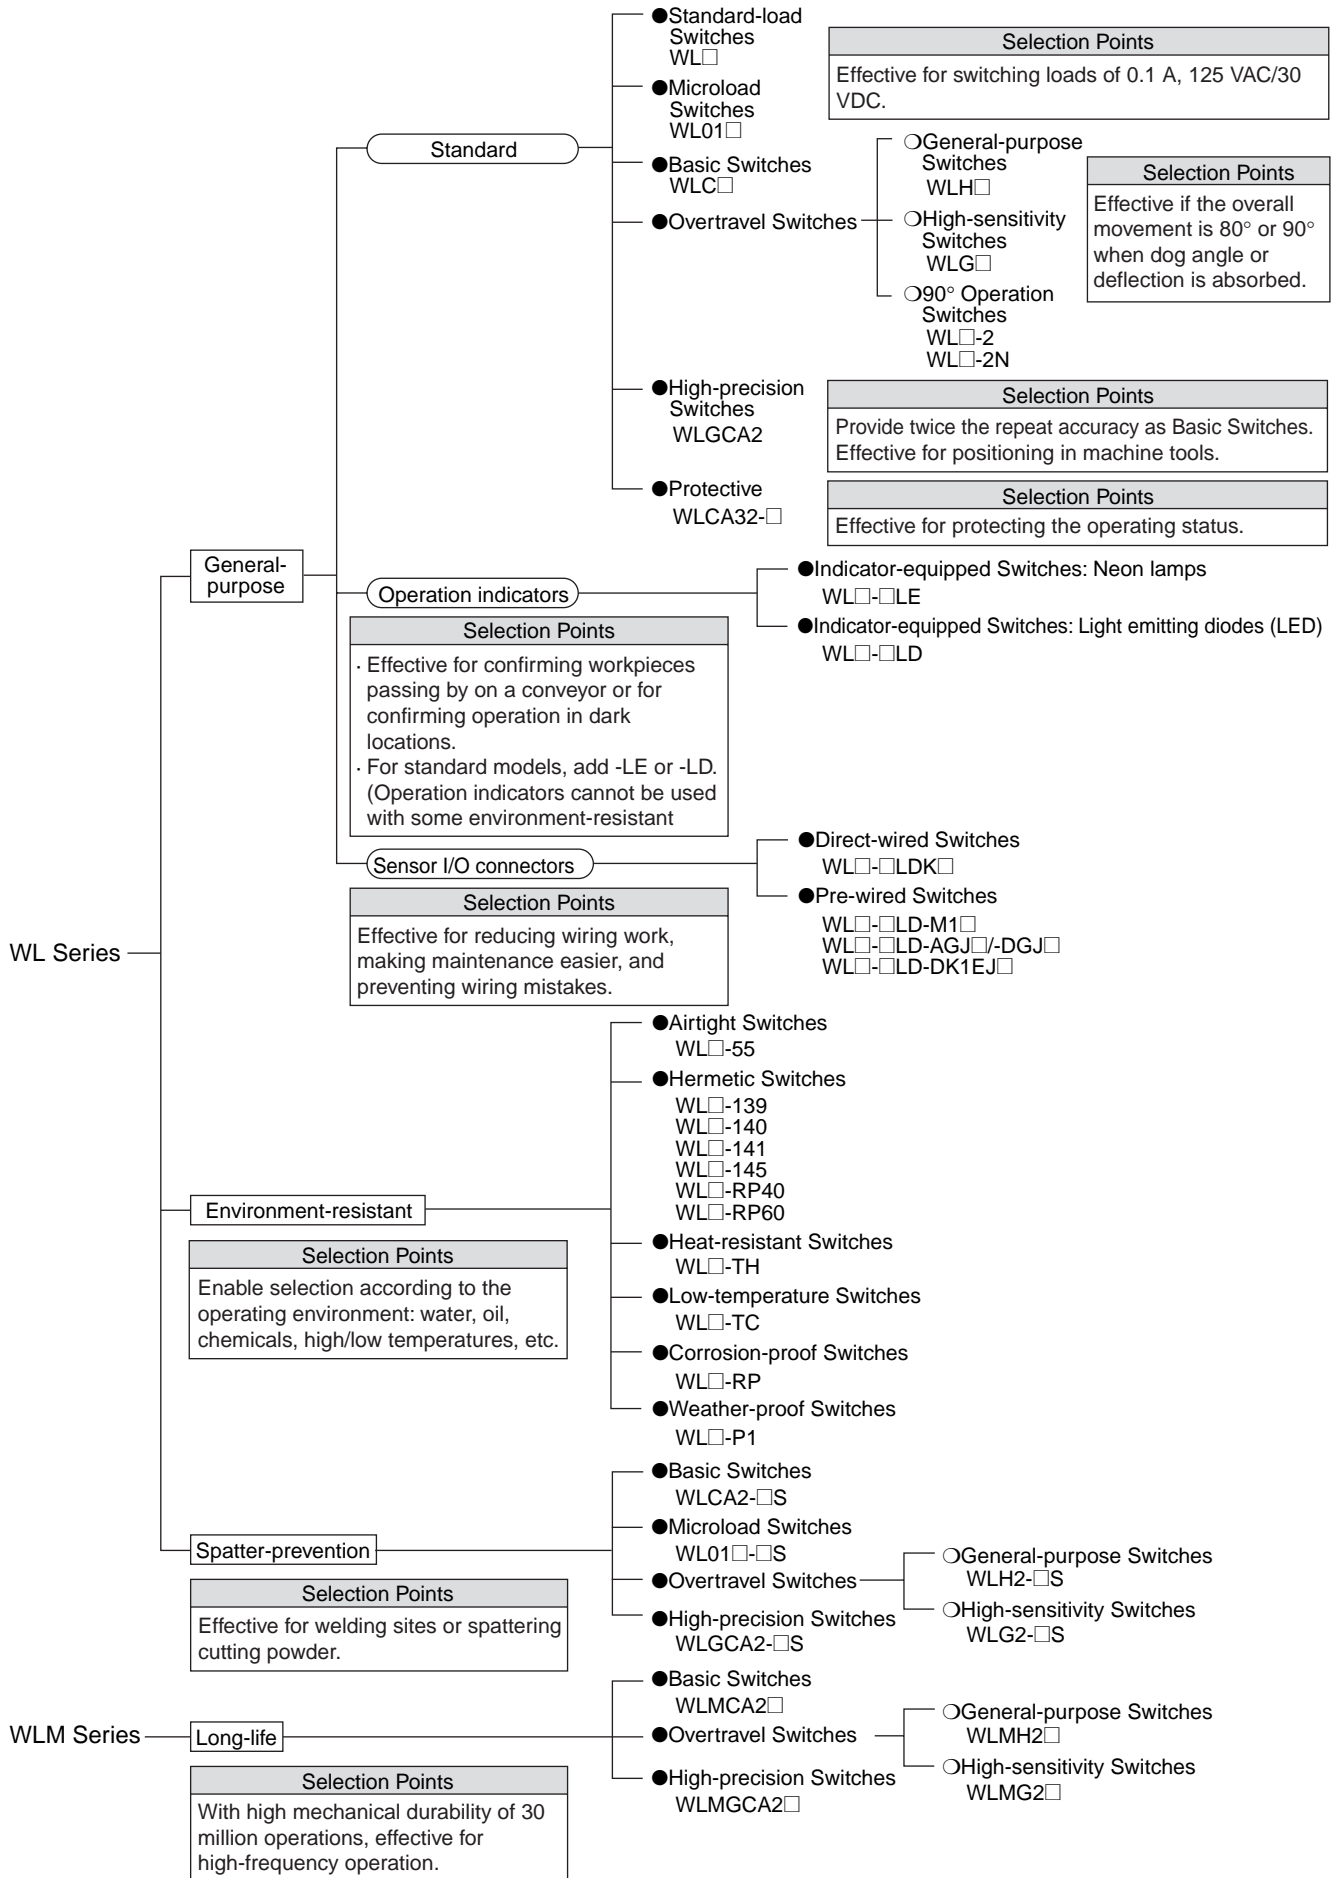 ●Standard-load
Switches
WL□
Selection Points
Effective for switching loads of 0.1 A, 125 VAC/30
VDC.
●Microload
Switches
WL01□
Standard
●Basic Switches
WLC□
●Overtravel Switches
❍General-purpose
Switches
WLH□
❍High-sensitivity
Switches
WLG□
❍90° Operation
Switches
WL□-2
WL□-2N
Selection Points
Effective if the overall
movement is 80° or 90°
when dog angle or
deflection is absorbed.
●High-precision
Switches
WLGCA2
Selection Points
Provide twice the repeat accuracy as Basic Switches.
Effective for positioning in machine tools.
●Protective
WLCA32-□
Selection Points
Effective for protecting the operating status.
General-
purpose
Operation indicators
●Indicator-equipped Switches: Neon lamps
WL□-□LE
●Indicator-equipped Switches: Light emitting diodes (LED)
WL□-□LD
Selection Points
· Effective for confirming workpieces
passing by on a conveyor or for
confirming operation in dark
locations.
· For standard models, add -LE or -LD.
(Operation indicators cannot be used
with some environment-resistant
Sensor I/O connectors
●Direct-wired Switches
WL□-□LDK□
●Pre-wired Switches
WL□-□LD-M1□
WL□-□LD-AGJ□/-DGJ□
WL□-□LD-DK1EJ□
Selection Points
Effective for reducing wiring work,
making maintenance easier, and
preventing wiring mistakes.
WL Series
●Airtight Switches
WL□-55
●Hermetic Switches
WL□-139
WL□-140
WL□-141
WL□-145
WL□-RP40
WL□-RP60
Environment-resistant
Selection Points
Enable selection according to the
operating environment: water, oil,
chemicals, high/low temperatures, etc.
●Heat-resistant Switches
WL□-TH
●Low-temperature Switches
WL□-TC
●Corrosion-proof Switches
WL□-RP
●Weather-proof Switches
WL□-P1
●Basic Switches
WLCA2-□S
●Microload Switches
WL01□-□S
Spatter-prevention
Selection Points
Effective for welding sites or spattering
cutting powder.
●Overtravel Switches
❍General-purpose Switches
WLH2-□S
❍High-sensitivity Switches
WLG2-□S
●High-precision Switches
WLGCA2-□S
●Basic Switches
WLMCA2□
WLM Series
Long-life
●Overtravel Switches
❍General-purpose Switches
WLMH2□
❍High-sensitivity Switches
WLMG2□
●High-precision Switches
WLMGCA2□
Selection Points
With high mechanical durability of 30
million operations, effective for
high-frequency operation.